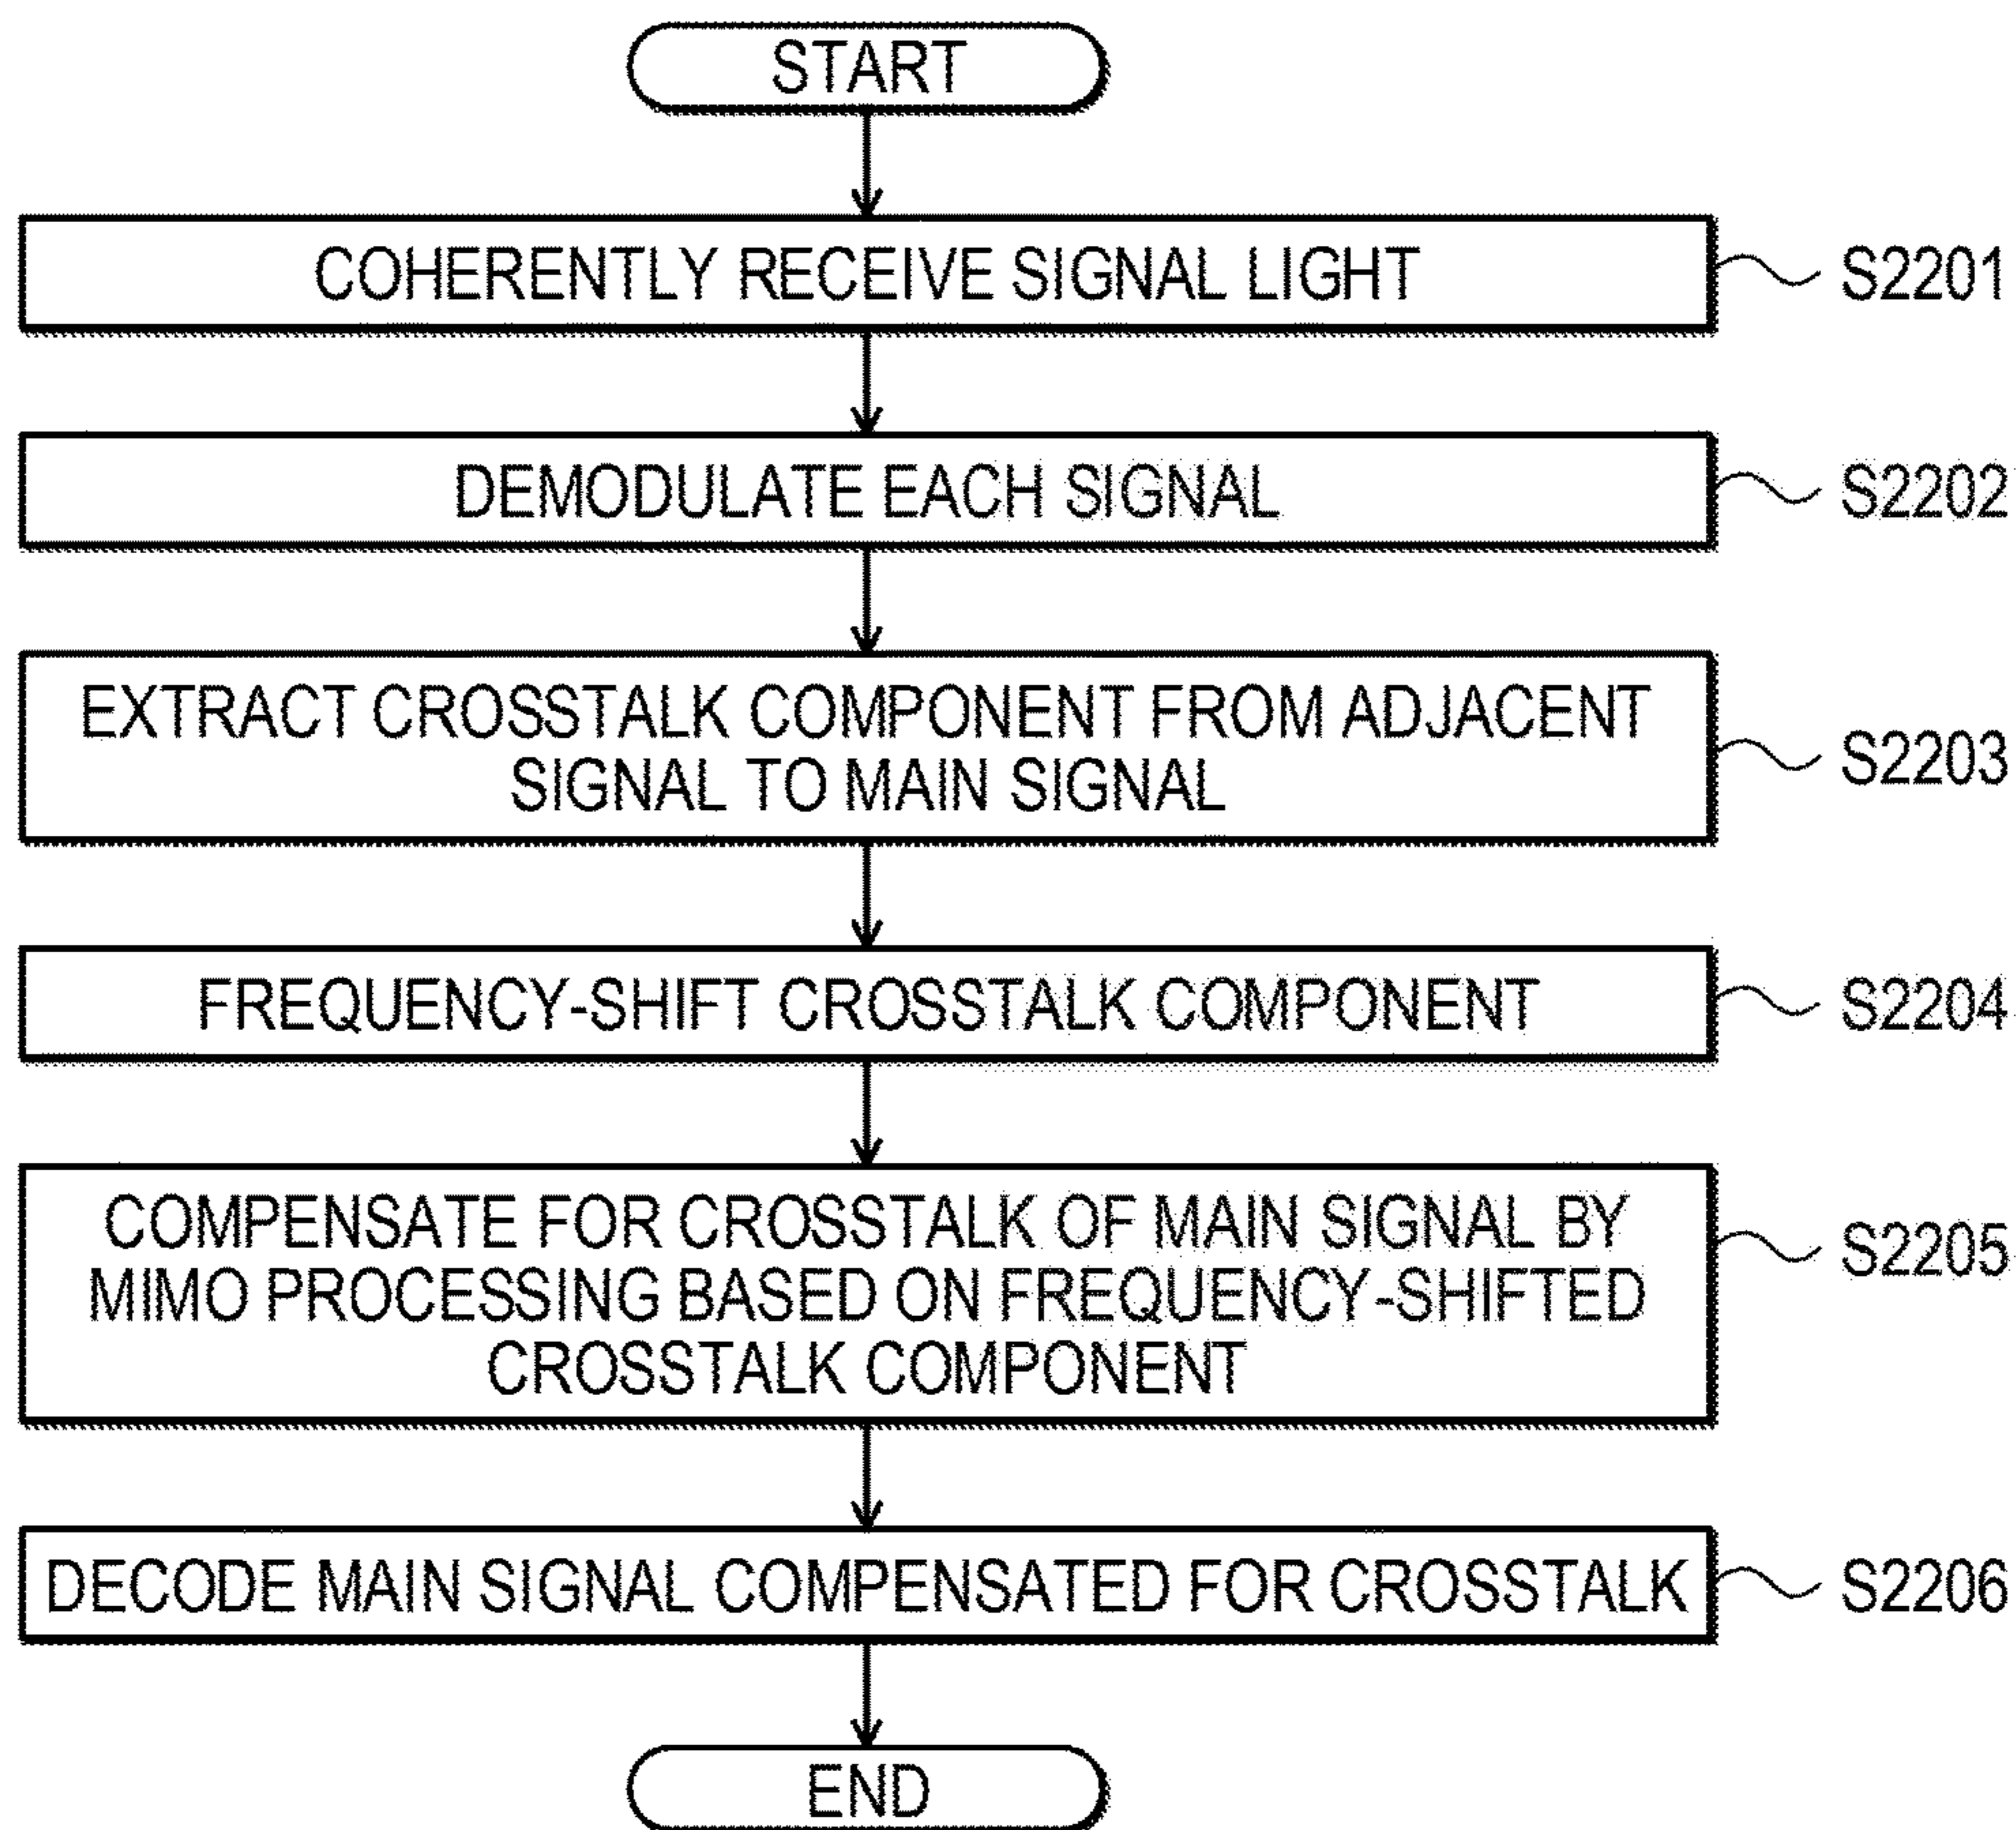 START
COHERENTLY RECEIVE SIGNAL LIGHT
S2201
DEMODULATE EACH SIGNAL
S2202
EXTRACT CROSSTALK COMPONENT FROM ADJACENT
SIGNAL TO MAIN SIGNAL
S2203
FREQUENCY-SHIFT CROSSTALK COMPONENT
S2204
COMPENSATE FOR CROSSTALK OF MAIN SIGNAL BY
MIMO PROCESSING BASED ON FREQUENCY-SHIFTED
CROSSTALK COMPONENT
S2205
DECODE MAIN SIGNAL COMPENSATED FOR CROSSTALK
S2206
END